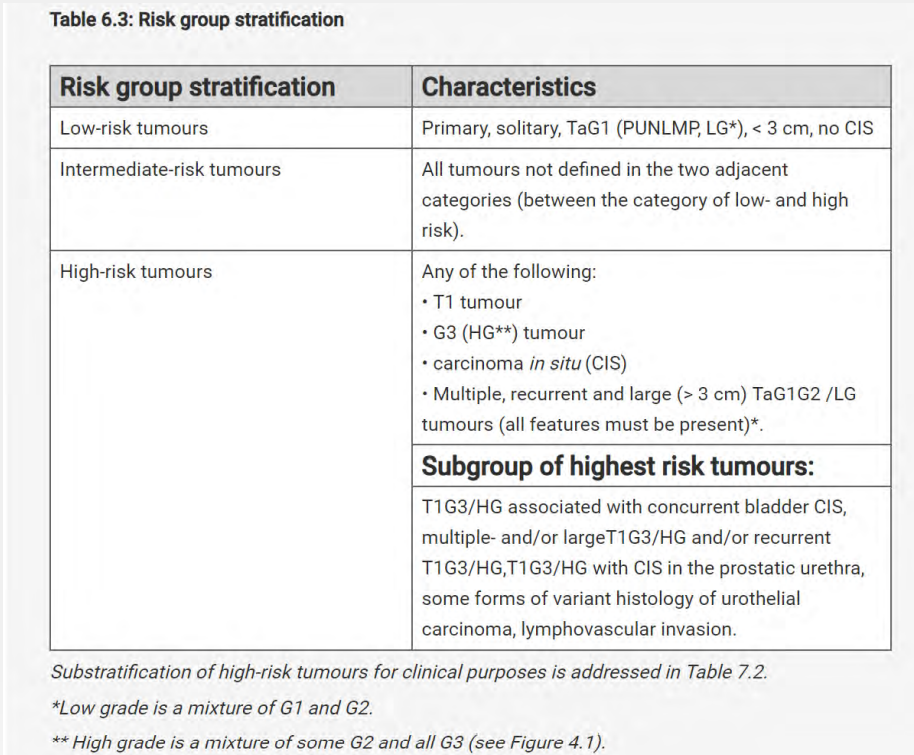 Table 6.3: Risk group stratification
Risk group stratification
Characteristics
Low-risk tumours
Primary, solitary, TaG1 (PUNLMP, LG*), < 3 cm, no CIS
Intermediate-risk tumours
All tumours not defined in the two adjacent
categories (between the category of low- and high
risk).
High-risk tumours
Any of the following:
• T1 tumour
• G3 (HG**) tumour
• carcinoma in situ (CIS)
• Multiple, recurrent and large (> 3 cm) TaG1G2 /LG
tumours (all features must be present)*.
Subgroup of highest risk tumours:
T1G3/HG associated with concurrent bladder CIS,
multiple- and/or largeT1G3/HG and/or recurrent
T1G3/HG,T1G3/HG with CIS in the prostatic urethra,
some forms of variant histology of urothelial
carcinoma, lymphovascular invasion.
Substratification of high-risk tumours for clinical purposes is addressed in Table 7.2.
*Low grade is a mixture of G1 and G2.
** High grade is a mixture of some G2 and all G3 (see Figure 4.1).